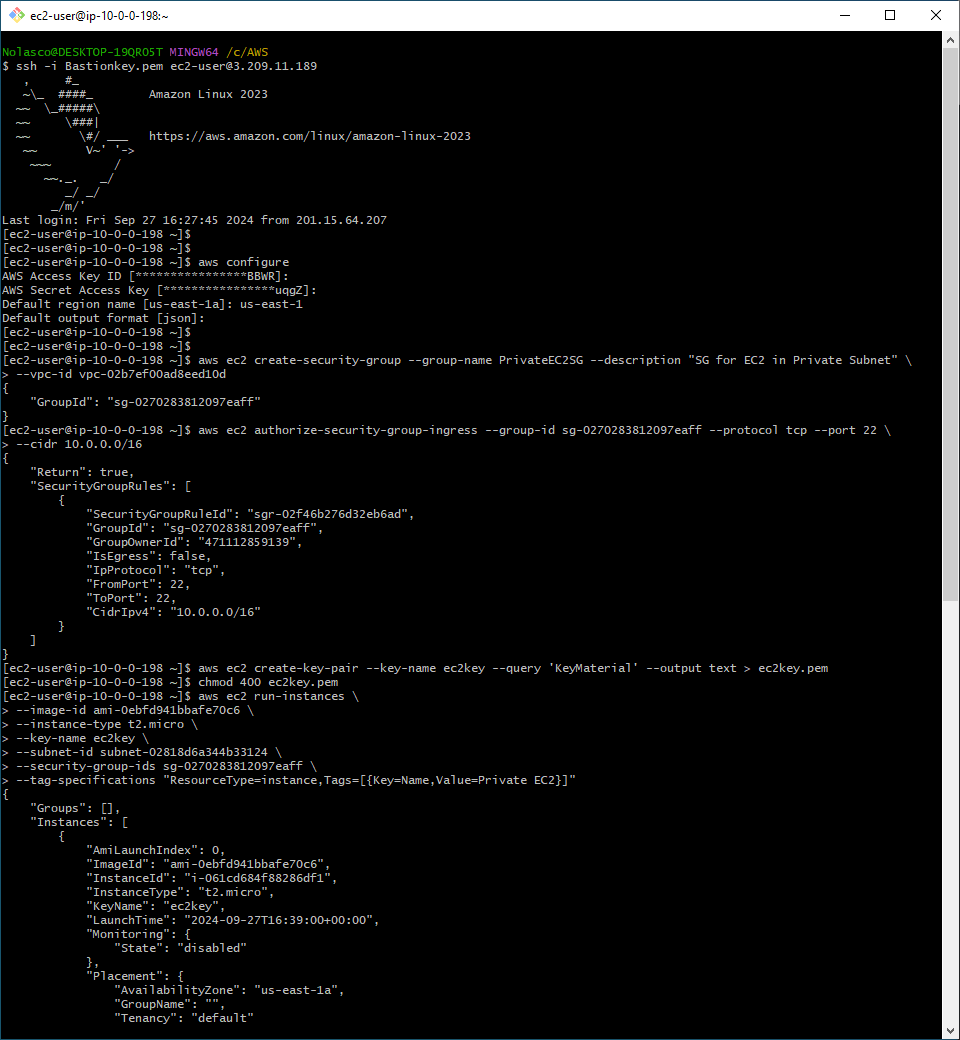 ec2-user@ip-10-0-0-198:~
Nolasco@DESKTOP-19QRO5T MINGW64 /c/AWS
$ ssh -i Bastionkey.pem ec2-user@3.209.11.189
   ,     #_
   ~\_  ####_        Amazon Linux 2023
  ~~  \_#####\
  ~~     \###|
  ~~       \#/ ___   https://aws.amazon.com/linux/amazon-linux-2023
   ~~       V~' '->
    ~~~         /
      ~~._.   _/
         _/ _/
       _/m/'
Last login: Fri Sep 27 16:27:45 2024 from 201.15.64.207
[ec2-user@ip-10-0-0-198 ~]$
[ec2-user@ip-10-0-0-198 ~]$
[ec2-user@ip-10-0-0-198 ~]$ aws configure
AWS Access Key ID [****************BBWR]:
AWS Secret Access Key [****************uqgZ]:
Default region name [us-east-1a]: us-east-1
Default output format [json]:
[ec2-user@ip-10-0-0-198 ~]$
[ec2-user@ip-10-0-0-198 ~]$
[ec2-user@ip-10-0-0-198 ~]$ aws ec2 create-security-group --group-name PrivateEC2SG --description "SG for EC2 in Private Subnet" \
> --vpc-id vpc-02b7ef00ad8eed10d
{
    "GroupId": "sg-0270283812097eaff"
}
[ec2-user@ip-10-0-0-198 ~]$ aws ec2 authorize-security-group-ingress --group-id sg-0270283812097eaff --protocol tcp --port 22 \
> --cidr 10.0.0.0/16
{
    "Return": true,
    "SecurityGroupRules": [
        {
            "SecurityGroupRuleId": "sgr-02f46b276d32eb6ad",
            "GroupId": "sg-0270283812097eaff",
            "GroupOwnerId": "471112859139",
            "IsEgress": false,
            "IpProtocol": "tcp",
            "FromPort": 22,
            "ToPort": 22,
            "CidrIpv4": "10.0.0.0/16"
        }
    ]
}
[ec2-user@ip-10-0-0-198 ~]$ aws ec2 create-key-pair --key-name ec2key --query 'KeyMaterial' --output text > ec2key.pem
[ec2-user@ip-10-0-0-198 ~]$ chmod 400 ec2key.pem
[ec2-user@ip-10-0-0-198 ~]$ aws ec2 run-instances \
> --image-id ami-0ebfd941bbafe70c6 \
> --instance-type t2.micro \
> --key-name ec2key \
> --subnet-id subnet-02818d6a344b33124 \
> --security-group-ids sg-0270283812097eaff \
> --tag-specifications "ResourceType=instance,Tags=[{Key=Name,Value=Private EC2}]"
{
    "Groups": [],
    "Instances": [
        {
            "AmiLaunchIndex": 0,
            "ImageId": "ami-0ebfd941bbafe70c6",
            "InstanceId": "i-061cd684f88286df1",
            "InstanceType": "t2.micro",
            "KeyName": "ec2key",
            "LaunchTime": "2024-09-27T16:39:00+00:00",
            "Monitoring": {
                "State": "disabled"
            },
            "Placement": {
                "AvailabilityZone": "us-east-1a",
                "GroupName": "",
                "Tenancy": "default"